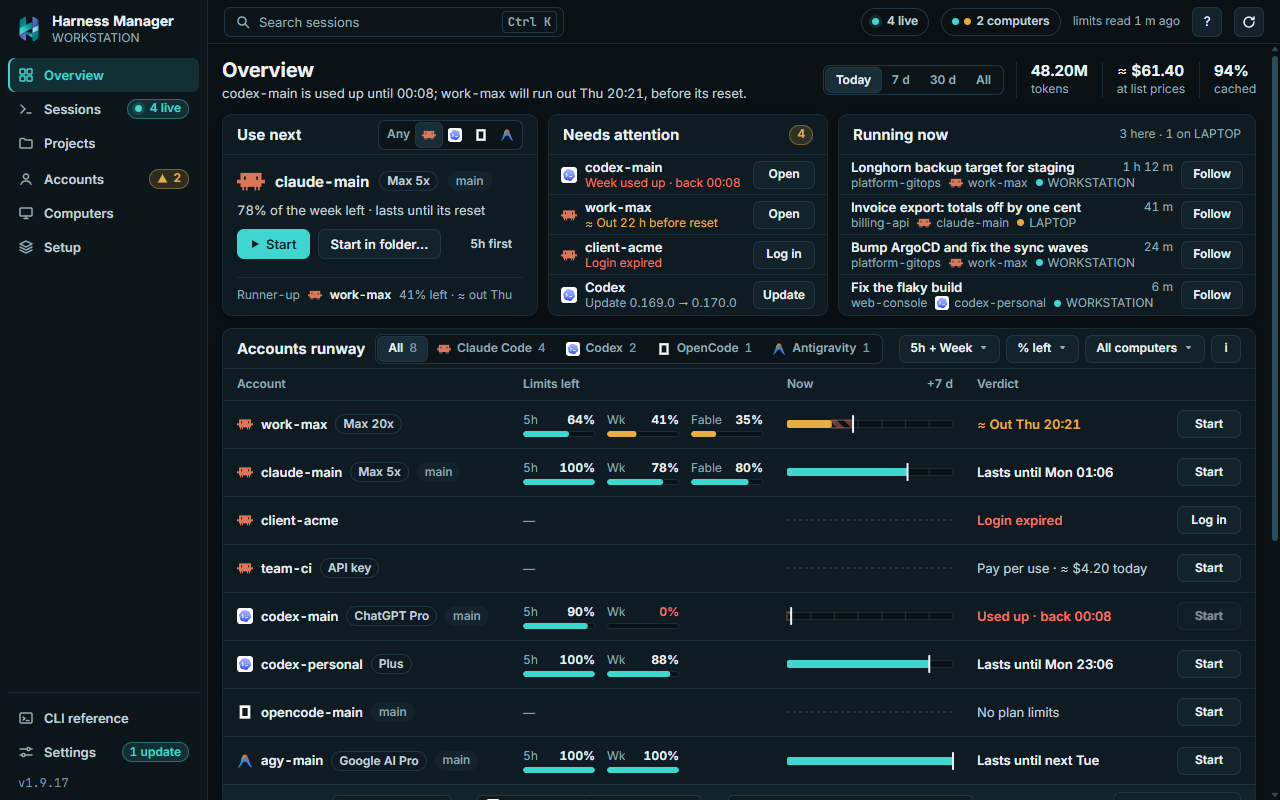 Harness Manager
WORKSTATION
Search sessions
Ctrl K
4 live
2 computers
limits read 1 m ago
?
Overview
Sessions
4 live
Projects
Accounts
2
Computers
Setup
CLI reference
Settings
1 update
v1.9.17
Overview
codex-main is used up until 00:08; work-max will run out Thu 20:21, before its reset.
Today
7 d
30 d
All
48.20M
tokens
≈ $61.40
at list prices
94%
cached
Use next
Any
claude-main
Max 5x
main
78% of the week left · lasts until its reset
Start
Start in folder...
5h first
Runner-up work-max 41% left · ≈ out Thu
Needs attention
4
codex-main
Week used up · back 00:08
Open
work-max
≈ Out 22 h before reset
Open
client-acme
Login expired
Log in
Codex
Update 0.169.0 → 0.170.0
Update
Running now
3 here · 1 on LAPTOP
Longhorn backup target for staging
1 h 12 m
platform-gitops work-max WORKSTATION
Follow
Invoice export: totals off by one cent
41 m
billing-api claude-main LAPTOP
Follow
Bump ArgoCD and fix the sync waves
24 m
platform-gitops work-max WORKSTATION
Follow
Fix the flaky build
6 m
web-console codex-personal WORKSTATION
Follow
Accounts runway
All 8
Claude Code 4
Codex 2
OpenCode 1
Antigravity 1
5h + Week
% left
All computers
i
Account
Limits left
Now
+7 d
Verdict
work-max Max 20x
5h 64% Wk 41% Fable 35%
≈ Out Thu 20:21
Start
claude-main Max 5x main
5h 100% Wk 78% Fable 80%
Lasts until Mon 01:06
Start
client-acme
—
Login expired
Log in
team-ci API key
—
Pay per use · ≈ $4.20 today
Start
codex-main ChatGPT Pro main
5h 90% Wk 0%
Used up · back 00:08
Start
codex-personal Plus
5h 100% Wk 88%
Lasts until Mon 23:06
Start
opencode-main main
—
No plan limits
Start
agy-main Google AI Pro main
5h 100% Wk 100%
Lasts until next Tue
Start